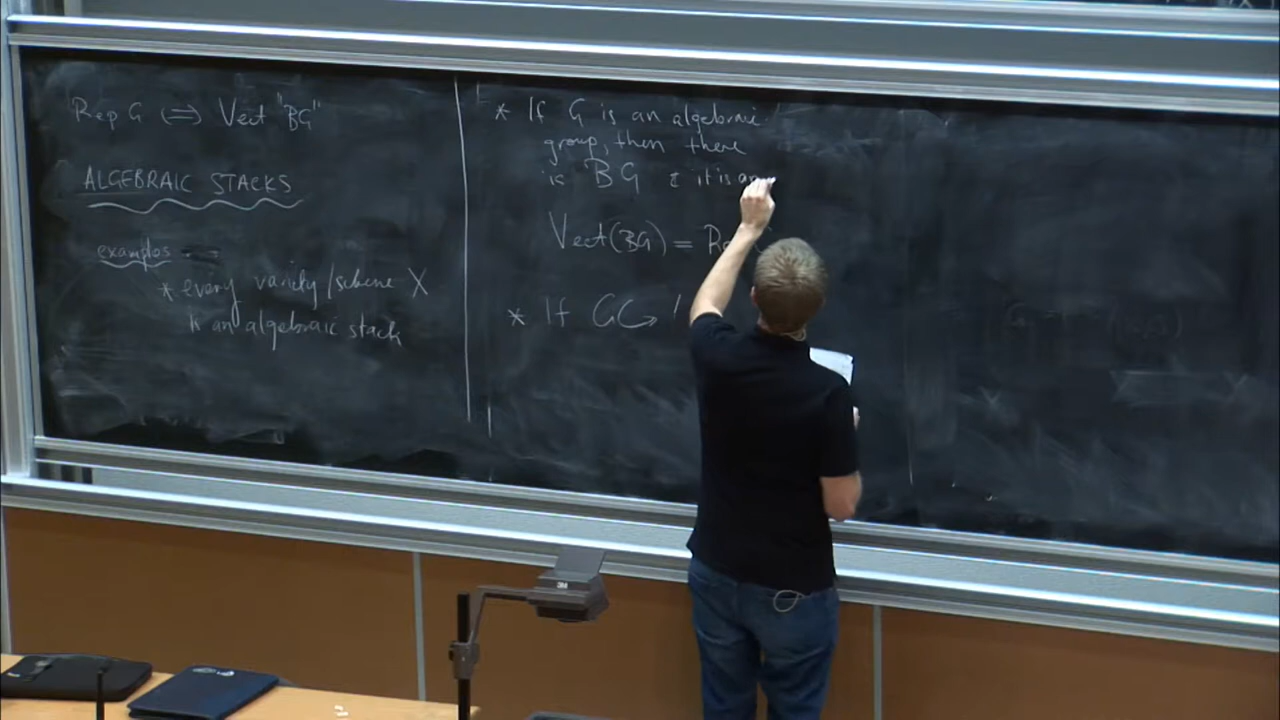 Rep G ⟺ Vect "BG"
ALGEBRAIC STACKS
examples
* every variety/scheme X
is an algebraic stack
* If G is an algebraic
group, then there
is BG & it is an
Vect(BG) = Re
* If G